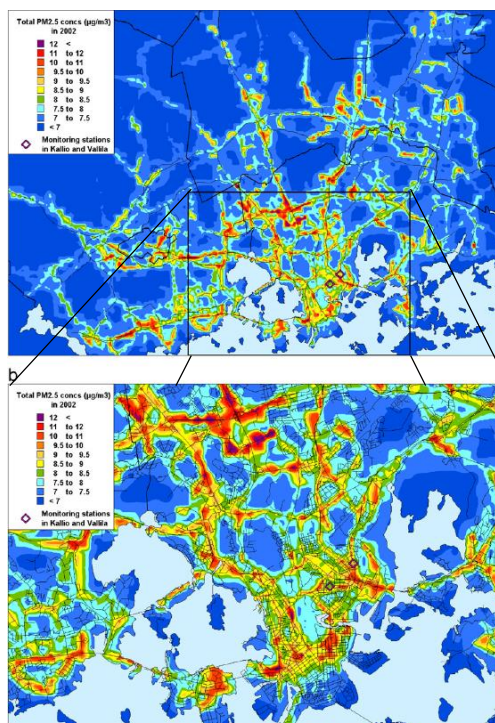 Total PM2.5 concs (µg/m3)
in 2002
12 <
11 to 12
10 to 11
9.5 to 10
9 to 9.5
8.5 to 9
8 to 8.5
7.5 to 8
7 to 7.5
< 7
Monitoring stations
in Kallio and Vallila
b
Total PM2.5 concs (µg/m3)
in 2002
12 <
11 to 12
10 to 11
9.5 to 10
9 to 9.5
8.5 to 9
8 to 8.5
7.5 to 8
7 to 7.5
< 7
Monitoring stations
in Kallio and Vallila